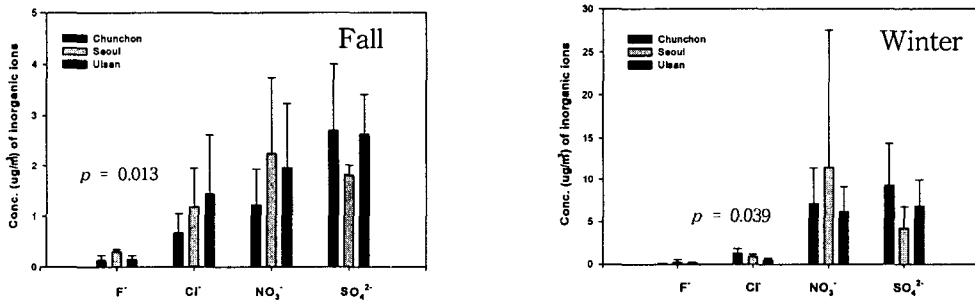 Fall
Conc. (ug/m³) of inorganic ions
5
4
3
2
1
0
Chunchon
Seoul
Ulsan
p = 0.013
F⁻ Cl⁻ NO₃⁻ SO₄²⁻
Winter
Conc. (ug/m³) of inorganic ions
30
25
20
15
10
5
0
Chunchon
Seoul
Ulsan
p = 0.039
F⁻ Cl⁻ NO₃⁻ SO₄²⁻